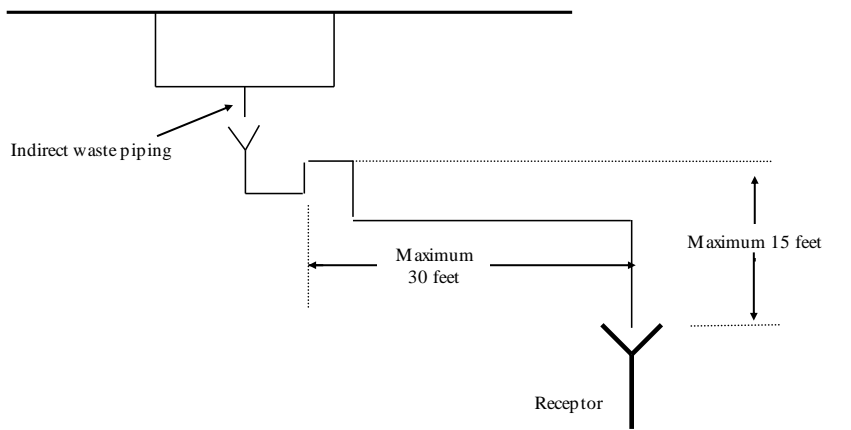 Indirect waste piping
Maximum 15 feet
Maximum
30 feet
Receptor